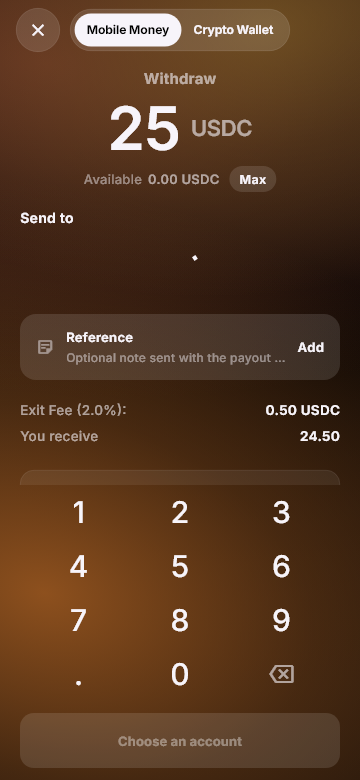 Mobile Money
Crypto Wallet
Withdraw
25 USDC
Available 0.00 USDC Max
Send to
Reference
Optional note sent with the payout ...
Add
Exit Fee (2.0%): 0.50 USDC
You receive 24.50
1 2 3
4 5 6
7 8 9
. 0
Choose an account